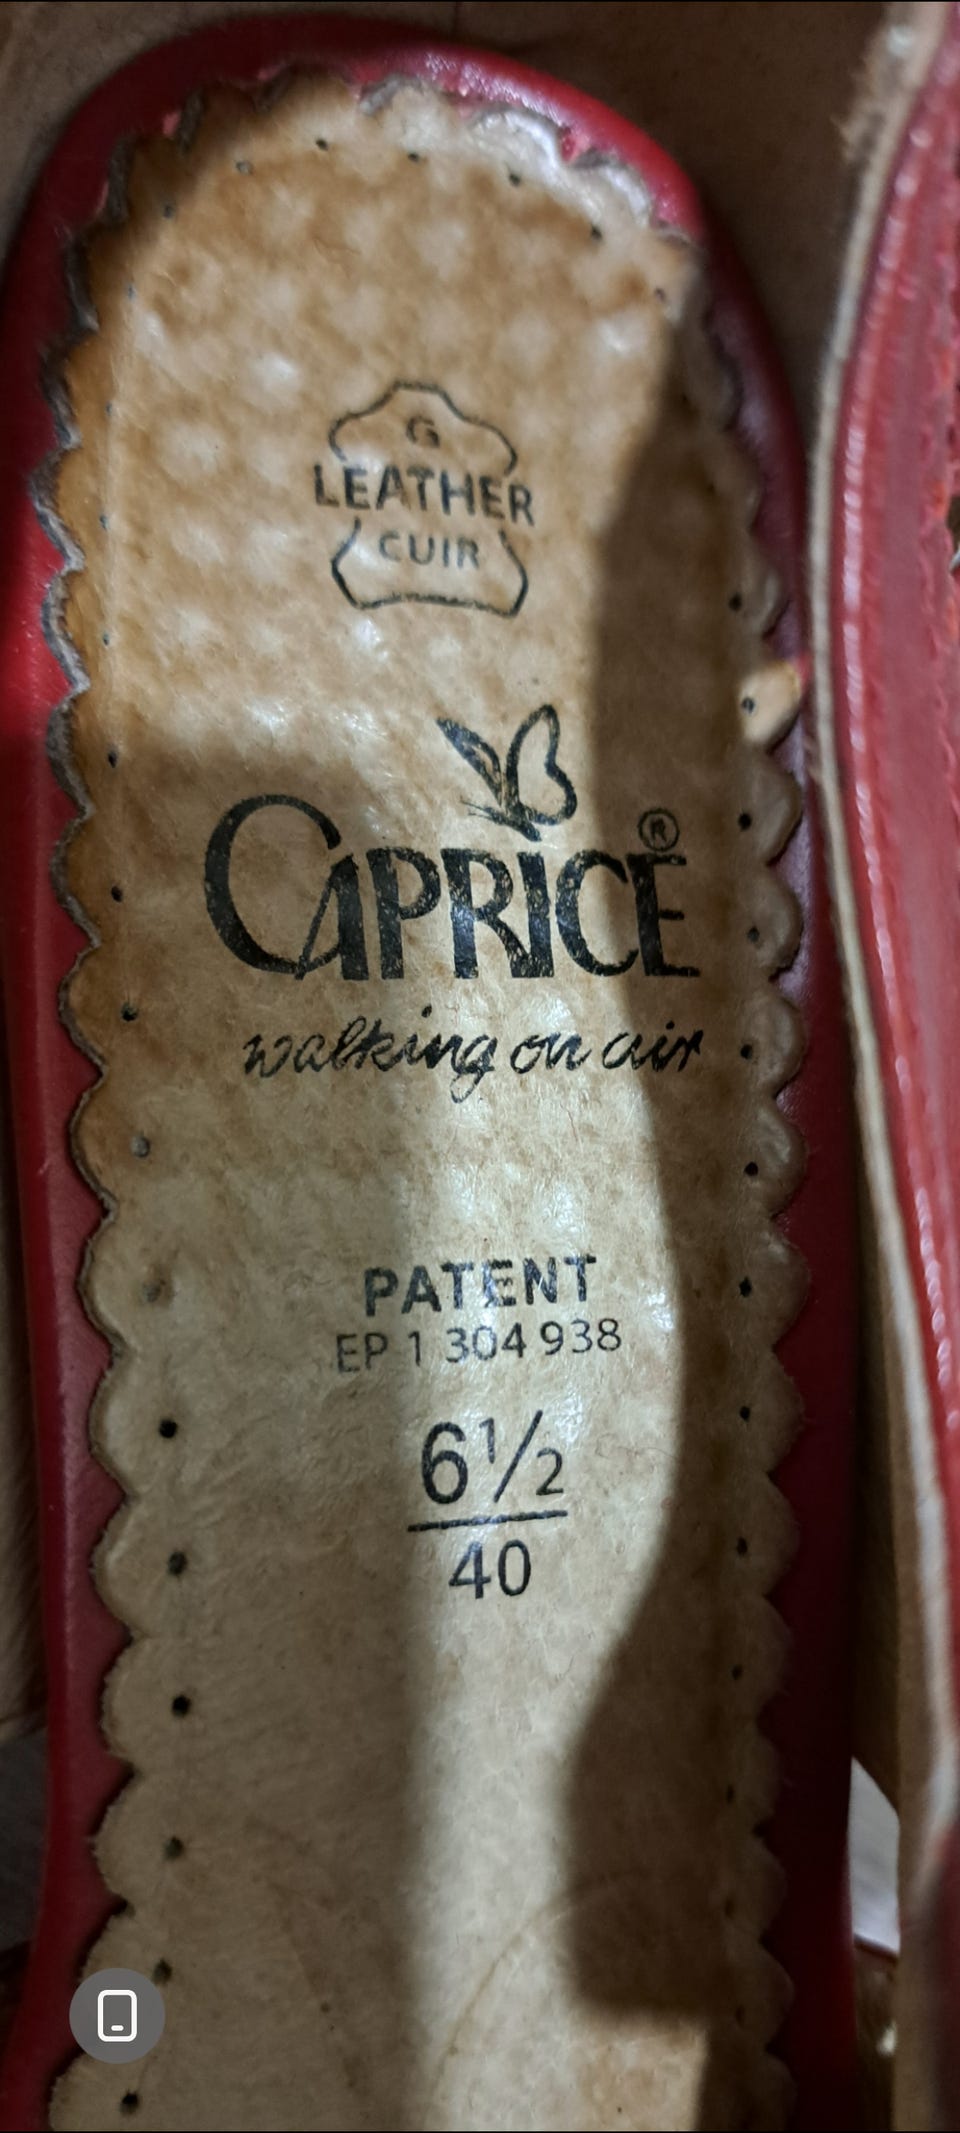 G
LEATHER
CUIR
CAPRICE®
walking on air
PATENT
EP 1 304 938
6½
40